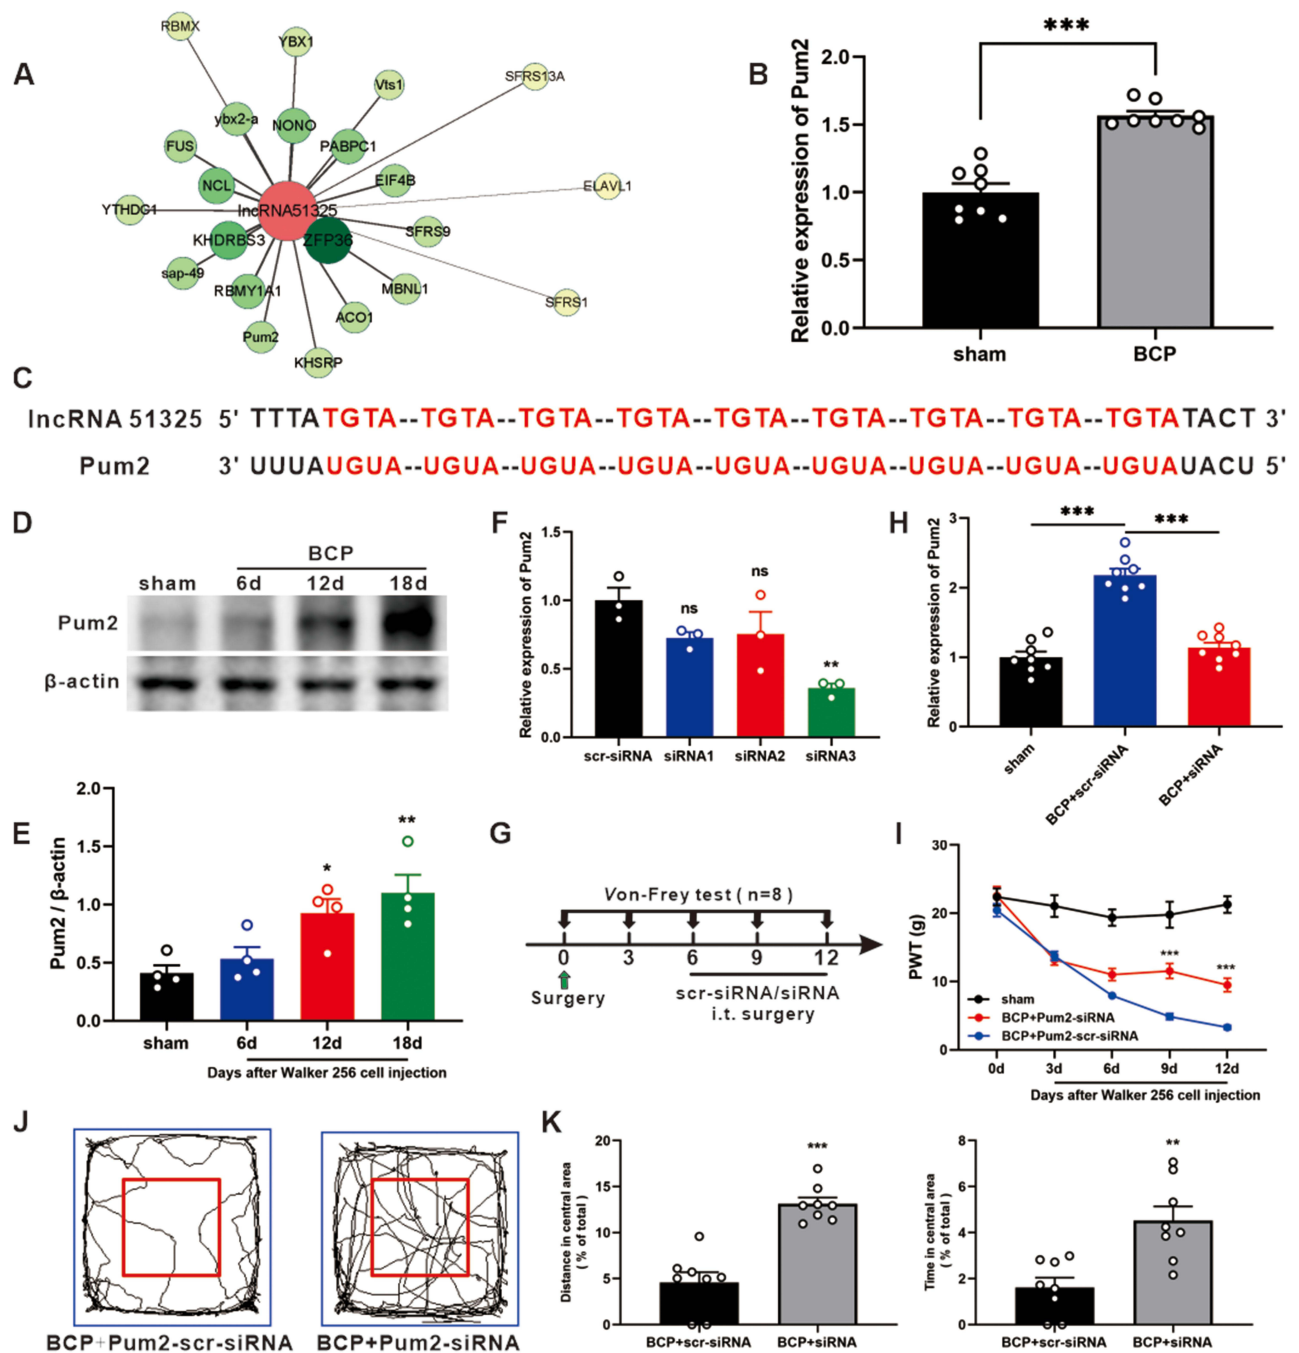 A
RBMX
YBX1
SFRS13A
Vts1
ybx2-a
NONO
FUS
PABPC1
NCL
EIF4B
ELAVL1
YTHDC1
lncRNA51325
KHDRBS3
ZFP36
SFRS9
sap-49
RBMY1A1
MBNL1
SFRS1
ACO1
Pum2
KHSRP
B
Relative expression of Pum2
2.0
1.5
1.0
0.5
0.0
***
sham
BCP
C
lncRNA 51325 5' TTTATGTA--TGTA--TGTA--TGTA--TGTA--TGTA--TGTA--TGTA--TGTATACT 3'
Pum2 3' UUUAUGUA--UGUA--UGUA--UGUA--UGUA--UGUA--UGUA--UGUA--UGUAUACU 5'
D
BCP
sham 6d 12d 18d
Pum2
β-actin
F
Relative expression of Pum2
1.5
1.0
0.5
0.0
ns
ns
**
scr-siRNA siRNA1 siRNA2 siRNA3
H
Relative expression of Pum2
3
2
1
0
*** ***
sham
BCP+scr-siRNA
BCP+siRNA
E
Pum2 / β-actin
2.0
1.5
1.0
0.5
0.0
*
**
sham 6d 12d 18d
Days after Walker 256 cell injection
G
Von-Frey test ( n=8 )
0 3 6 9 12
Surgery
scr-siRNA/siRNA
i.t. surgery
I
PWT (g)
30
20
10
0
***
***
sham
BCP+Pum2-siRNA
BCP+Pum2-scr-siRNA
0d 3d 6d 9d 12d
Days after Walker 256 cell injection
J
BCP+Pum2-scr-siRNA
BCP+Pum2-siRNA
K
Distance in central area
( % of total )
20
15
10
5
0
***
BCP+scr-siRNA BCP+siRNA
Time in central area
( % of total )
8
6
4
2
0
**
BCP+scr-siRNA BCP+siRNA